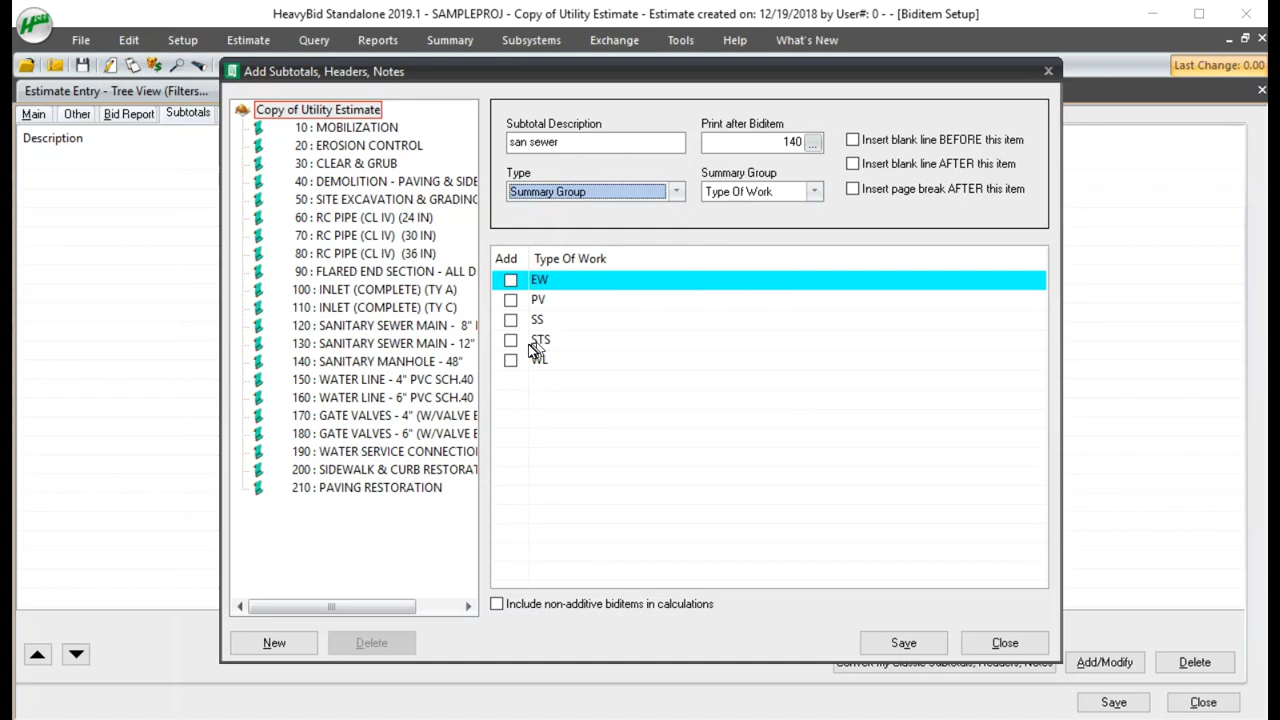 HeavyBid Standalone 2019.1 - SAMPLEPROJ - Copy of Utility Estimate - Estimate created on: 12/19/2018 by User#: 0 - - [Biditem Setup]
File Edit Setup Estimate Query Reports Summary Subsystems Exchange Tools Help What's New
Last Change: 0.00
Estimate Entry - Tree View (Filters...
Main Other Bid Report Subtotals
Description
Add Subtotals, Headers, Notes
Copy of Utility Estimate
10 : MOBILIZATION
20 : EROSION CONTROL
30 : CLEAR & GRUB
40 : DEMOLITION - PAVING & SIDE
50 : SITE EXCAVATION & GRADING
60 : RC PIPE (CL IV) (24 IN)
70 : RC PIPE (CL IV) (30 IN)
80 : RC PIPE (CL IV) (36 IN)
90 : FLARED END SECTION - ALL D
100 : INLET (COMPLETE) (TY A)
110 : INLET (COMPLETE) (TY C)
120 : SANITARY SEWER MAIN - 8"
130 : SANITARY SEWER MAIN - 12"
140 : SANITARY MANHOLE - 48"
150 : WATER LINE - 4" PVC SCH.40
160 : WATER LINE - 6" PVC SCH.40
170 : GATE VALVES - 4" (W/VALVE
180 : GATE VALVES - 6" (W/VALVE
190 : WATER SERVICE CONNECTIO
200 : SIDEWALK & CURB RESTORAT
210 : PAVING RESTORATION
Subtotal Description
san sewer
Print after Biditem
140 ...
Type
Summary Group
Summary Group
Type Of Work
Insert blank line BEFORE this item
Insert blank line AFTER this item
Insert page break AFTER this item
Add Type Of Work
EW
PV
SS
STS
WL
Include non-additive biditems in calculations
New Delete Save Close
Convert my Classic Subtotals, Headers, Notes Add/Modify Delete
Save Close